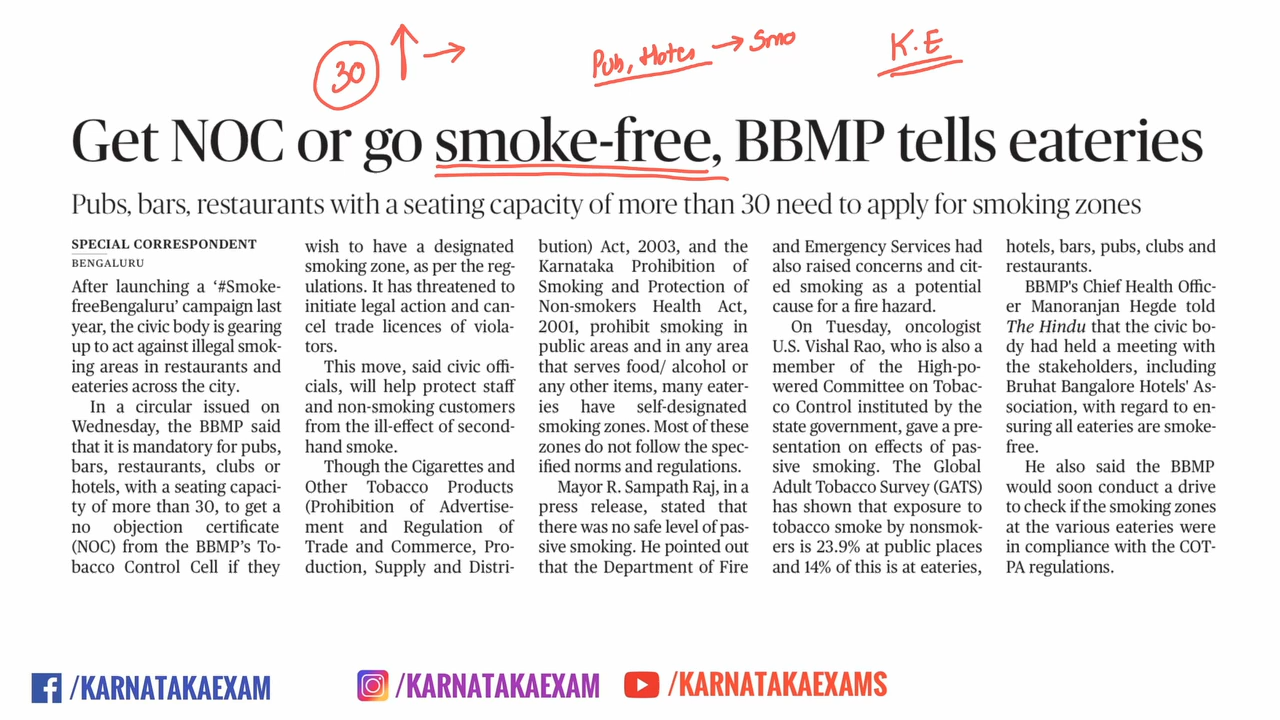 30
Pub, Hotes → Smo
K.E
Get NOC or go smoke-free, BBMP tells eateries
Pubs, bars, restaurants with a seating capacity of more than 30 need to apply for smoking zones
SPECIAL CORRESPONDENT
BENGALURU
After launching a ‘#Smoke-
freeBengaluru’ campaign last
year, the civic body is gearing
up to act against illegal smok-
ing areas in restaurants and
eateries across the city.
In a circular issued on
Wednesday, the BBMP said
that it is mandatory for pubs,
bars, restaurants, clubs or
hotels, with a seating capaci-
ty of more than 30, to get a
no objection certificate
(NOC) from the BBMP’s To-
bacco Control Cell if they
wish to have a designated
smoking zone, as per the reg-
ulations. It has threatened to
initiate legal action and can-
cel trade licences of viola-
tors.
This move, said civic offi-
cials, will help protect staff
and non-smoking customers
from the ill-effect of second-
hand smoke.
Though the Cigarettes and
Other Tobacco Products
(Prohibition of Advertise-
ment and Regulation of
Trade and Commerce, Pro-
duction, Supply and Distri-
bution) Act, 2003, and the
Karnataka Prohibition of
Smoking and Protection of
Non-smokers Health Act,
2001, prohibit smoking in
public areas and in any area
that serves food/ alcohol or
any other items, many eater-
ies have self-designated
smoking zones. Most of these
zones do not follow the spec-
ified norms and regulations.
Mayor R. Sampath Raj, in a
press release, stated that
there was no safe level of pas-
sive smoking. He pointed out
that the Department of Fire
and Emergency Services had
also raised concerns and cit-
ed smoking as a potential
cause for a fire hazard.
On Tuesday, oncologist
U.S. Vishal Rao, who is also a
member of the High-po-
wered Committee on Tobac-
co Control instituted by the
state government, gave a pre-
sentation on effects of pas-
sive smoking. The Global
Adult Tobacco Survey (GATS)
has shown that exposure to
tobacco smoke by nonsmok-
ers is 23.9% at public places
and 14% of this is at eateries,
hotels, bars, pubs, clubs and
restaurants.
BBMP's Chief Health Offic-
er Manoranjan Hegde told
The Hindu that the civic bo-
dy had held a meeting with
the stakeholders, including
Bruhat Bangalore Hotels' As-
sociation, with regard to en-
suring all eateries are smoke-
free.
He also said the BBMP
would soon conduct a drive
to check if the smoking zones
at the various eateries were
in compliance with the COT-
PA regulations.
/KARNATAKAEXAM
/KARNATAKAEXAM
/KARNATAKAEXAMS